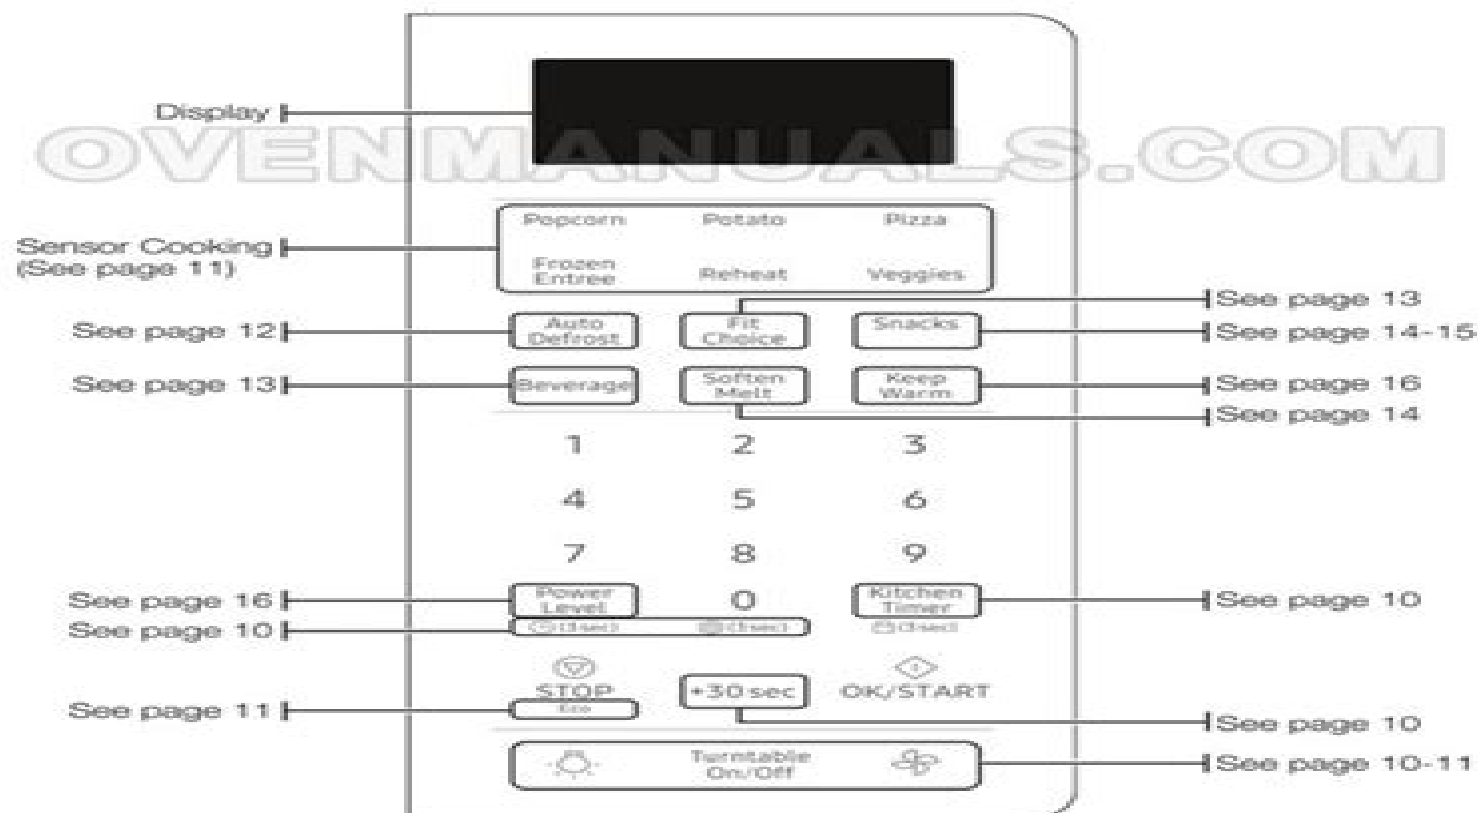 Display
OVENMANUALS.COM
Popcorn Potato Pizza
Sensor Cooking
(See page 11)
Frozen
Entree
Reheat Veggies
See page 13
See page 12
Auto
Defrost
Fit
Choice
Snacks
See page 14-15
See page 13
Beverage
Soften
Melt
Keep
Warm
See page 16
See page 14
1 2 3
4 5 6
7 8 9
See page 16
Power
Level
0
Kitchen
Timer
See page 10
See page 10
(3sec) (3sec) (3sec)
STOP
+30 sec
OK/START
See page 11
Eco
See page 10
Turntable
On/Off
See page 10-11